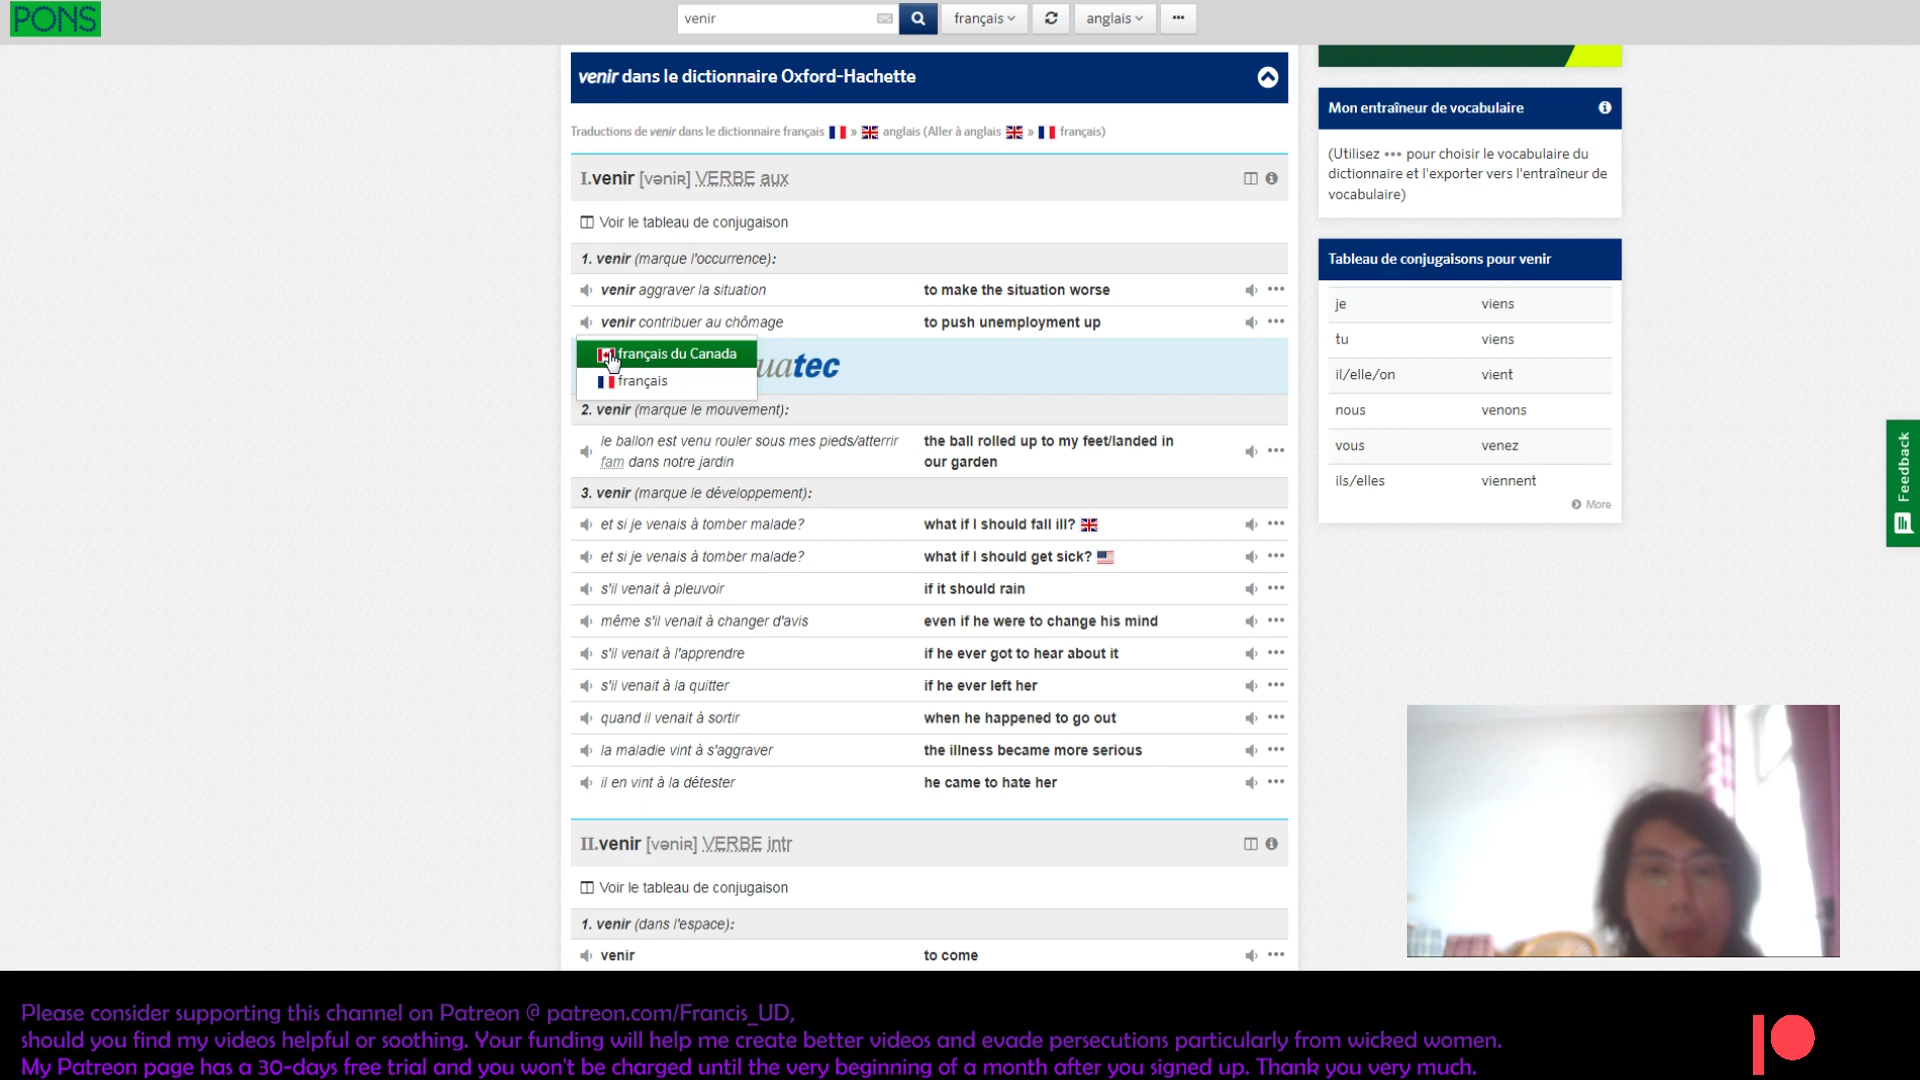 PONS
venir
français
anglais
venir dans le dictionnaire Oxford-Hachette
Traductions de venir dans le dictionnaire français » anglais (Aller à anglais » français)
I.venir [vəniʀ] VERBE aux
Voir le tableau de conjugaison
1. venir (marque l'occurrence):
venir aggraver la situation to make the situation worse
venir contribuer au chômage to push unemployment up
français du Canada
uatec
français
2. venir (marque le mouvement):
le ballon est venu rouler sous mes pieds/atterrir the ball rolled up to my feet/landed in
fam dans notre jardin our garden
3. venir (marque le développement):
et si je venais à tomber malade? what if I should fall ill?
et si je venais à tomber malade? what if I should get sick?
s'il venait à pleuvoir if it should rain
même s'il venait à changer d'avis even if he were to change his mind
s'il venait à l'apprendre if he ever got to hear about it
s'il venait à la quitter if he ever left her
quand il venait à sortir when he happened to go out
la maladie vint à s'aggraver the illness became more serious
il en vint à la détester he came to hate her
II.venir [vəniʀ] VERBE intr
Voir le tableau de conjugaison
1. venir (dans l'espace):
venir to come
Mon entraîneur de vocabulaire
(Utilisez ••• pour choisir le vocabulaire du
dictionnaire et l'exporter vers l'entraîneur de
vocabulaire)
Tableau de conjugaisons pour venir
je viens
tu viens
il/elle/on vient
nous venons
vous venez
ils/elles viennent
More
Feedback
Please consider supporting this channel on Patreon @ patreon.com/Francis_UD,
should you find my videos helpful or soothing. Your funding will help me create better videos and evade persecutions particularly from wicked women.
My Patreon page has a 30-days free trial and you won't be charged until the very beginning of a month after you signed up. Thank you very much.